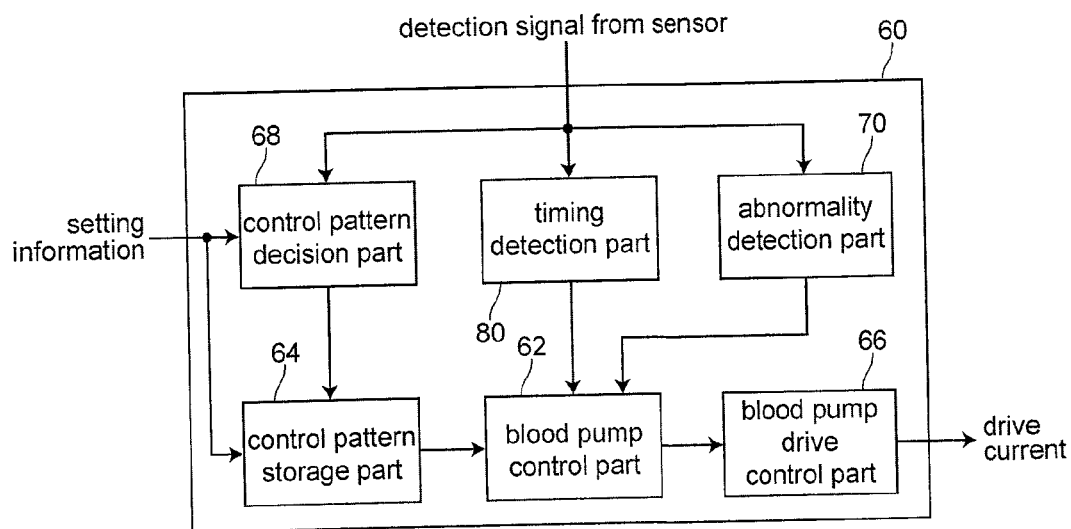 detection signal from sensor
60
68
70
control pattern
decision part
timing
detection part
abnormality
detection part
setting
information
80
64
62
66
control pattern
storage part
blood pump
control part
blood pump
drive
control part
drive
current